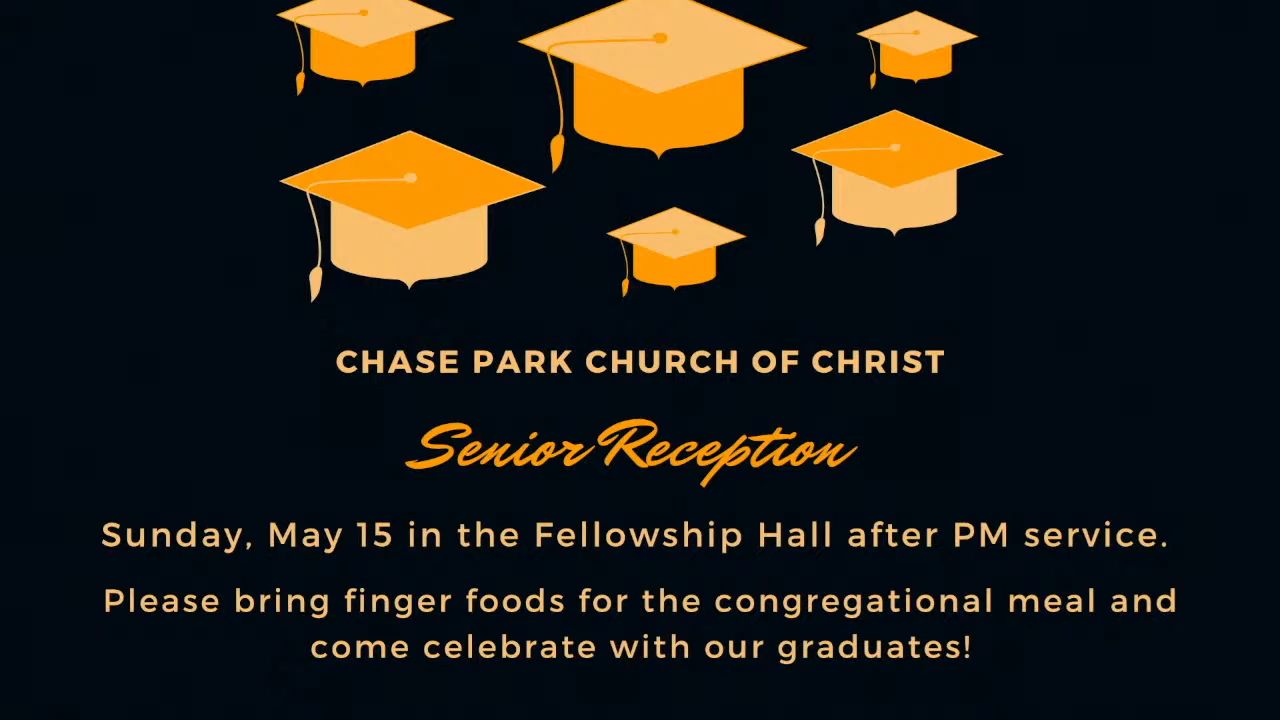 CHASE PARK CHURCH OF CHRIST
Senior Reception
Sunday, May 15 in the Fellowship Hall after PM service.
Please bring finger foods for the congregational meal and
come celebrate with our graduates!